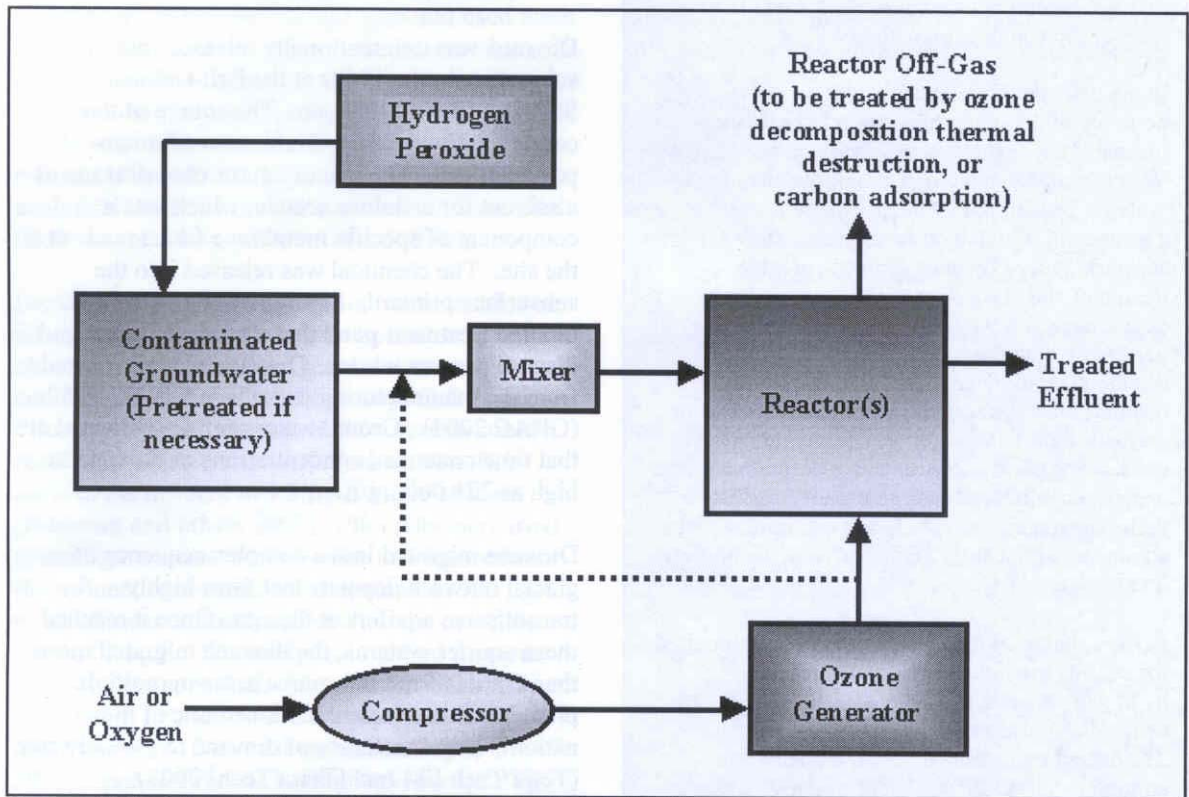 Hydrogen
Peroxide
Reactor Off-Gas
(to be treated by ozone
decomposition thermal
destruction, or
carbon adsorption)
Contaminated
Groundwater
(Pretreated if
necessary)
Mixer
Reactor(s)
Treated
Effluent
Air or
Oxygen
Compressor
Ozone
Generator